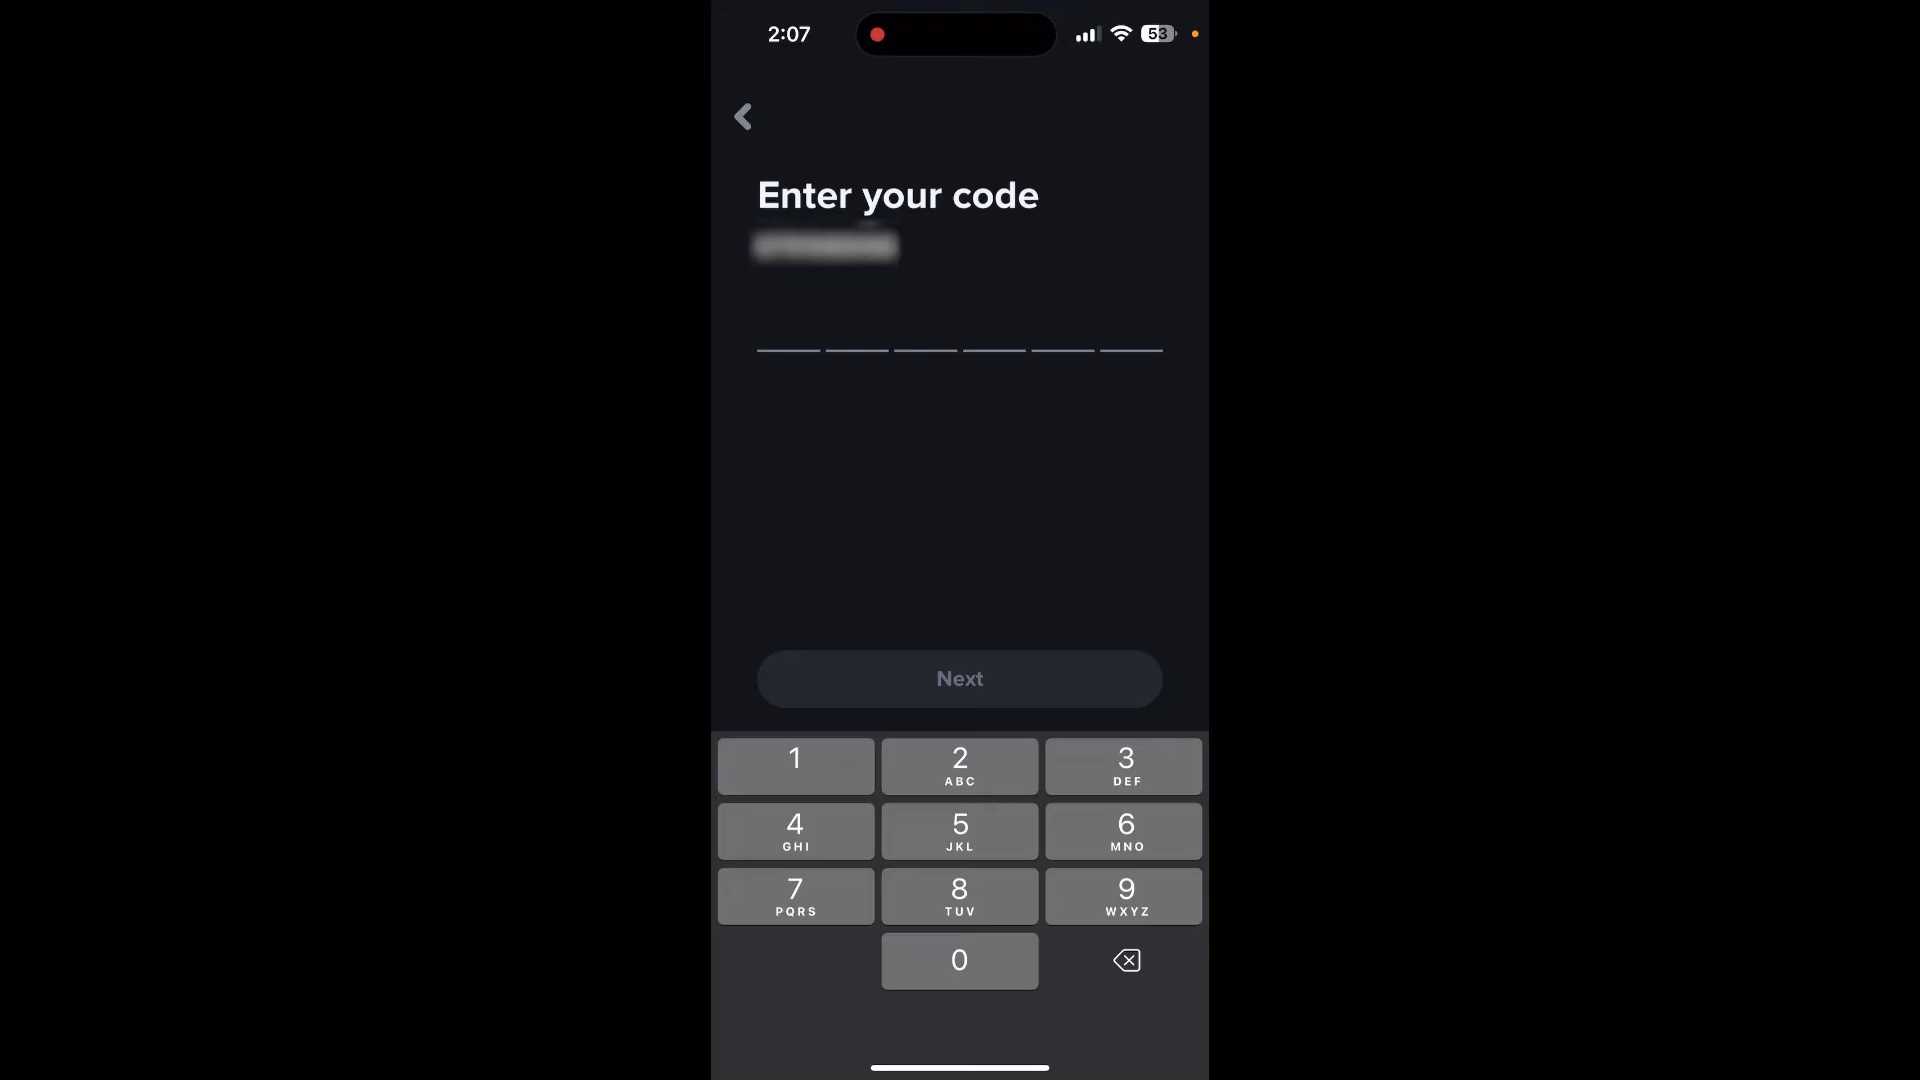 2:07
53
Enter your code
Next
1
2
ABC
3
DEF
4
GHI
5
JKL
6
MNO
7
PQRS
8
TUV
9
WXYZ
0